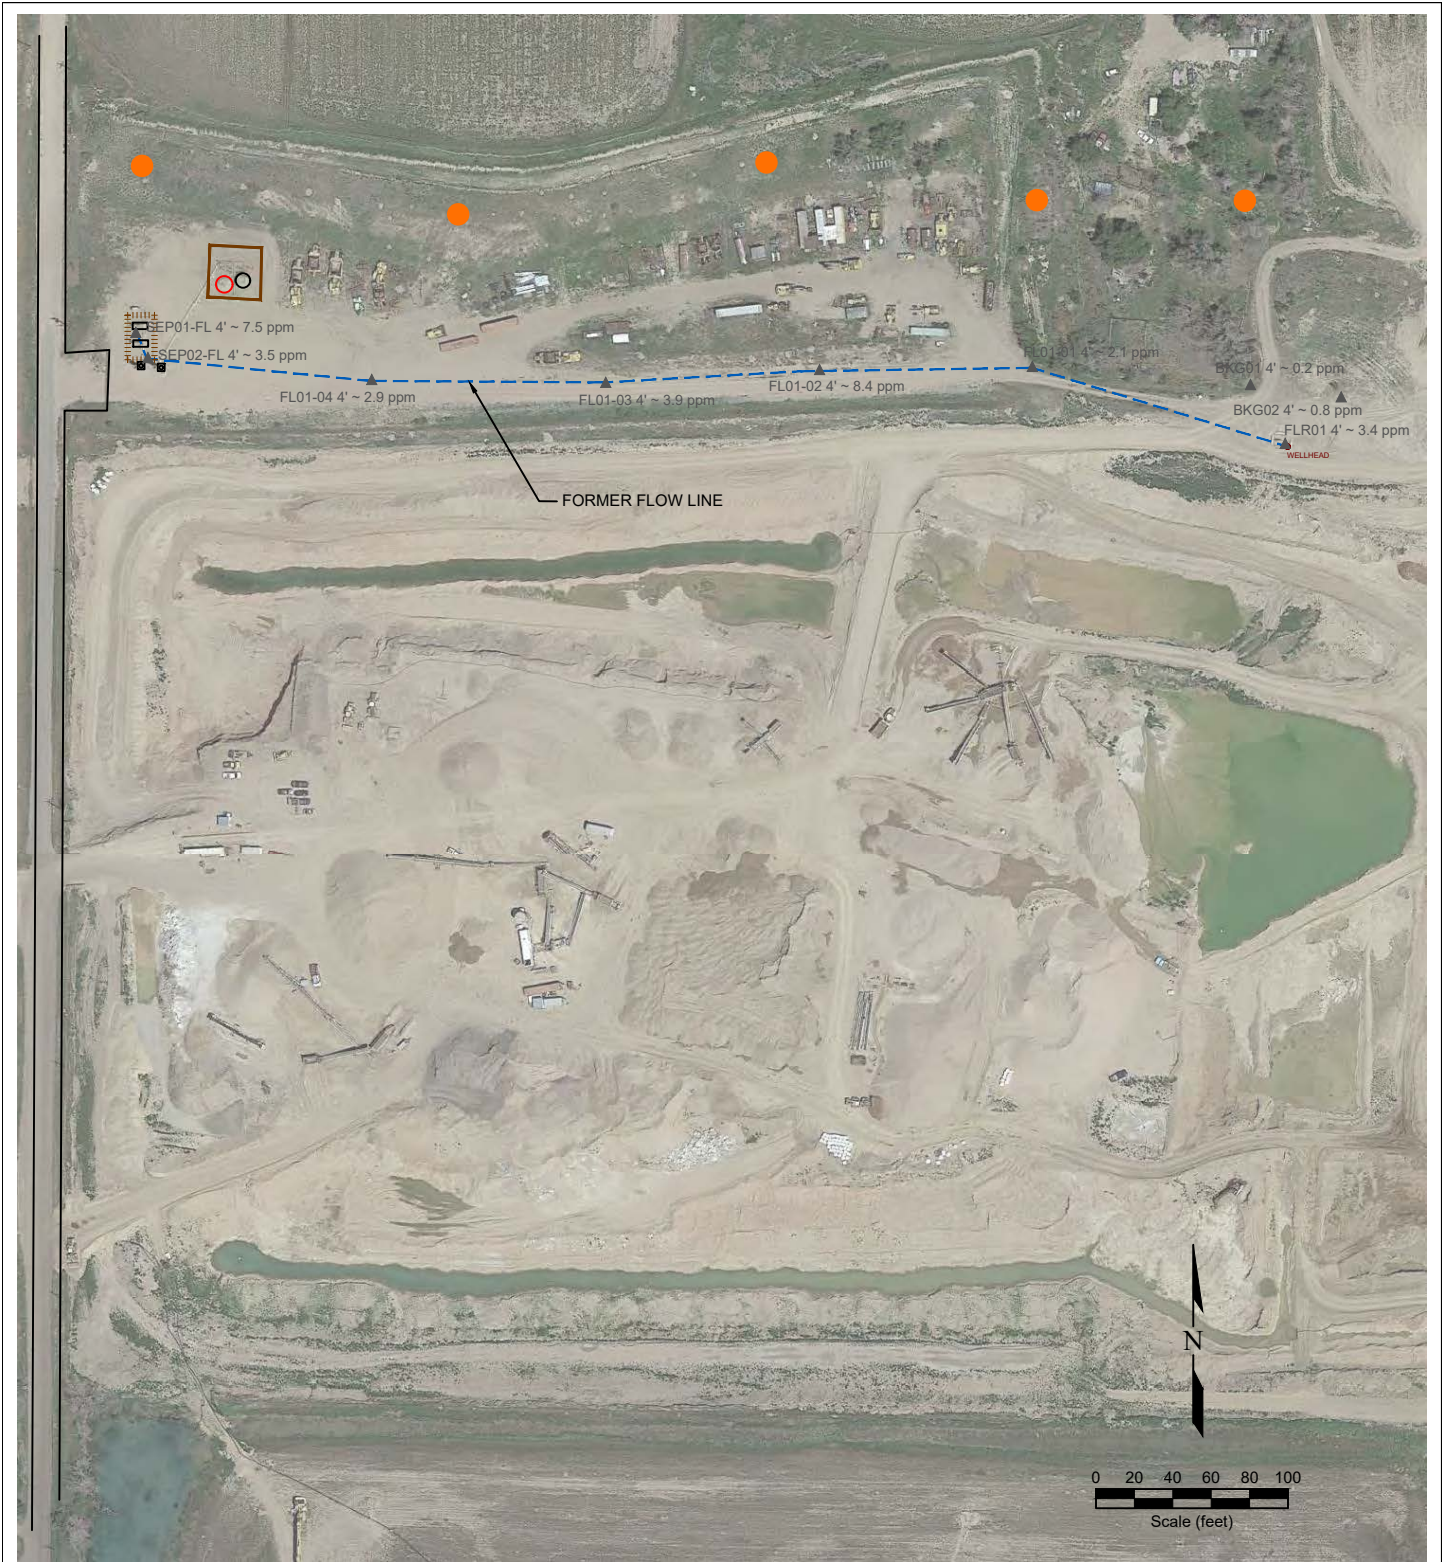 SEP01-FL 4' ~ 7.5 ppm
SEP02-FL 4' ~ 3.5 ppm
FL01-01 4' ~ 2.1 ppm
BKG01 4' ~ 0.2 ppm
FL01-04 4' ~ 2.9 ppm
FL01-03 4' ~ 3.9 ppm
FL01-02 4' ~ 8.4 ppm
BKG02 4' ~ 0.8 ppm
FLR01 4' ~ 3.4 ppm
WELLHEAD
FORMER FLOW LINE
N
0 20 40 60 80 100
Scale (feet)